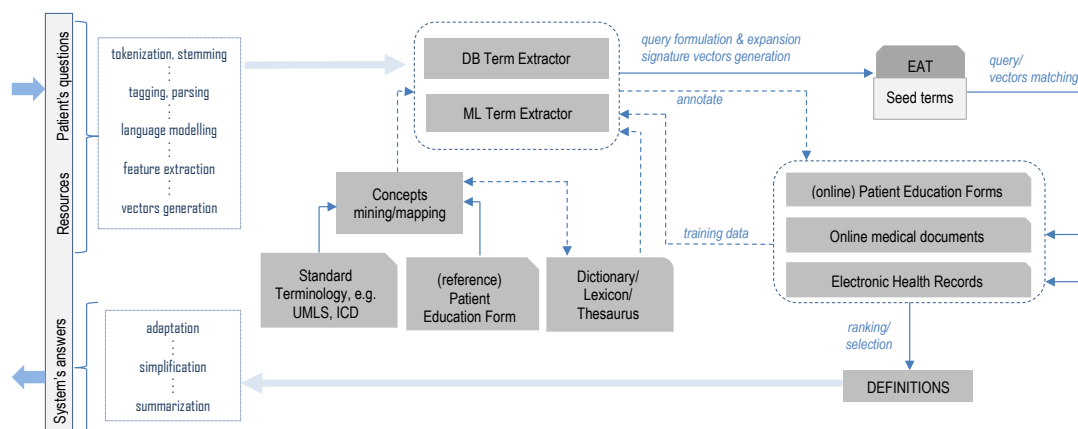 Patient's questions
Resources
System's answers
tokenization, stemming
tagging, parsing
language modelling
feature extraction
vectors generation
DB Term Extractor
ML Term Extractor
query formulation & expansion
signature vectors generation
annotate
EAT
Seed terms
query/
vectors matching
Concepts
mining/mapping
training data
(online) Patient Education Forms
Online medical documents
Electronic Health Records
Standard
Terminology, e.g.
UMLS, ICD
(reference)
Patient
Education Form
Dictionary/
Lexicon/
Thesaurus
adaptation
simplification
summarization
ranking/
selection
DEFINITIONS